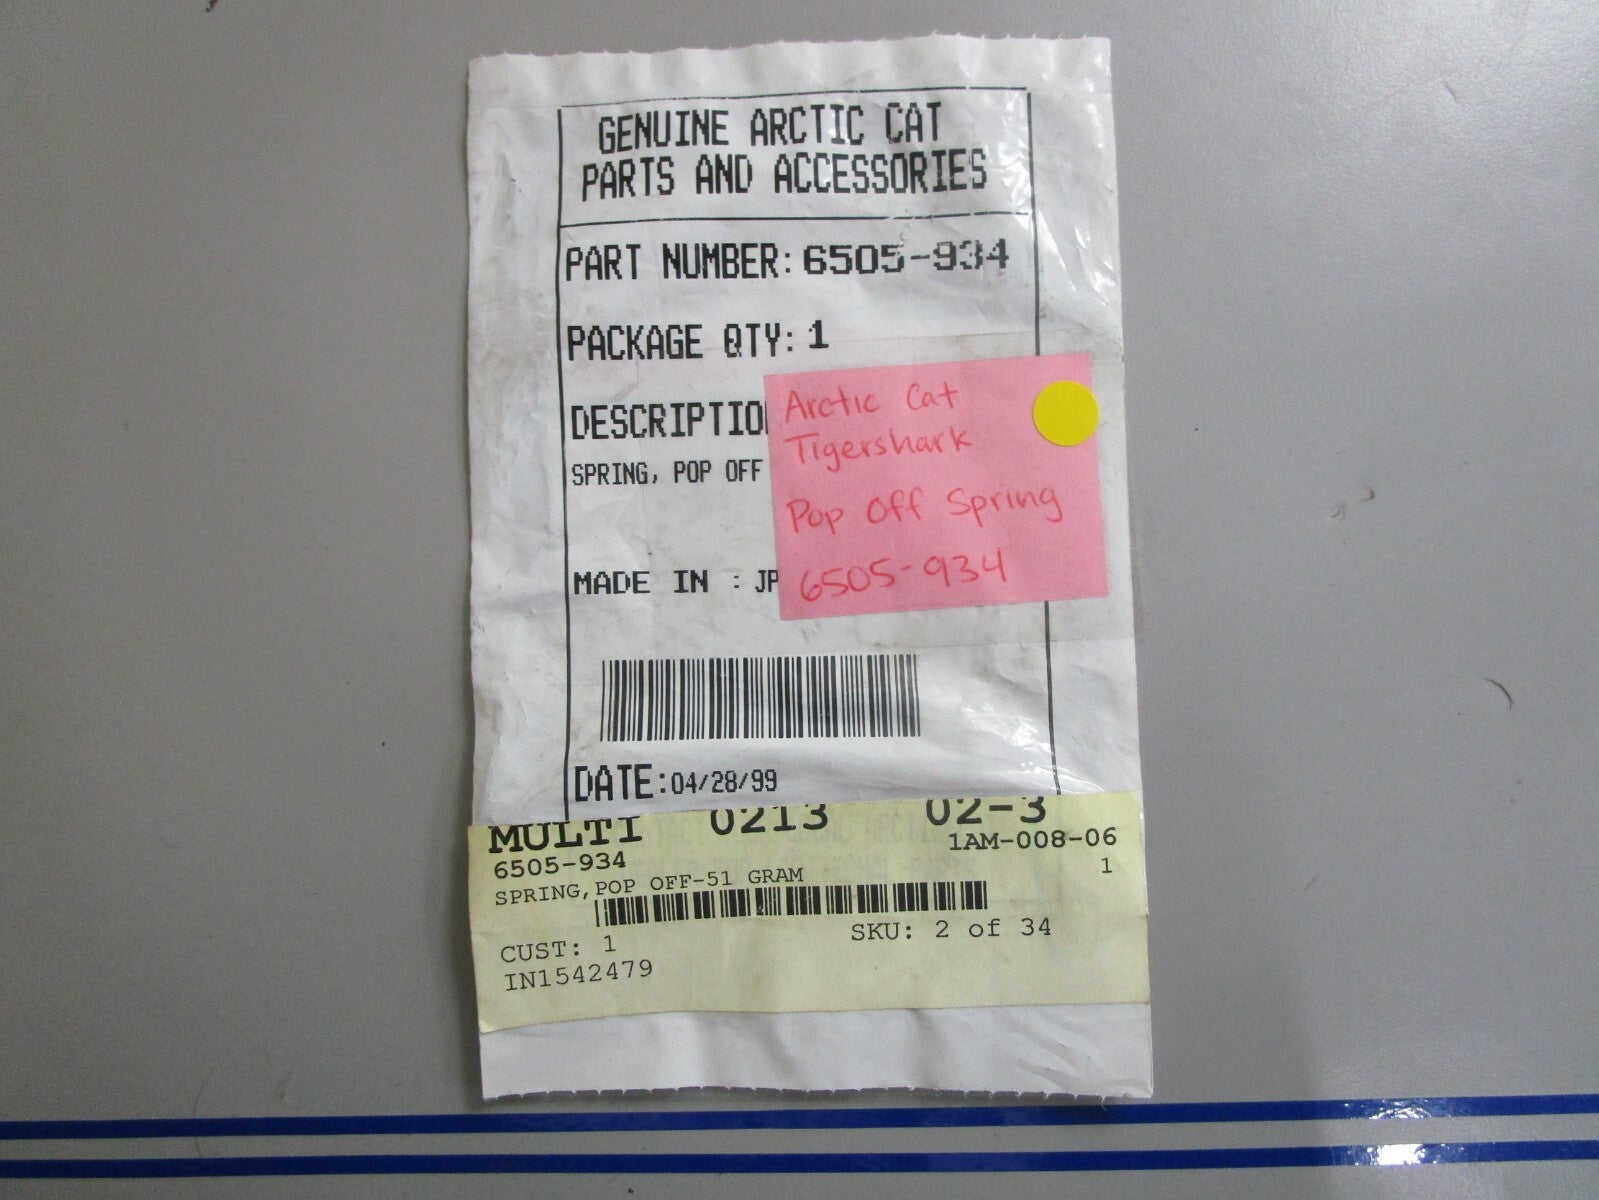 GENUINE ARCTIC CAT
PARTS AND ACCESSORIES
PART NUMBER: 6505-934
PACKAGE QTY: 1
DESCRIPTIO
SPRING, POP OFF
MADE IN : JP
Arctic Cat
Tigershark
Pop Off Spring
6505-934
DATE: 04/28/99
MULTI 0213 02-3
6505-934 1AM-008-06
SPRING, POP OFF-51 GRAM 1
CUST: 1 SKU: 2 of 34
IN1542479